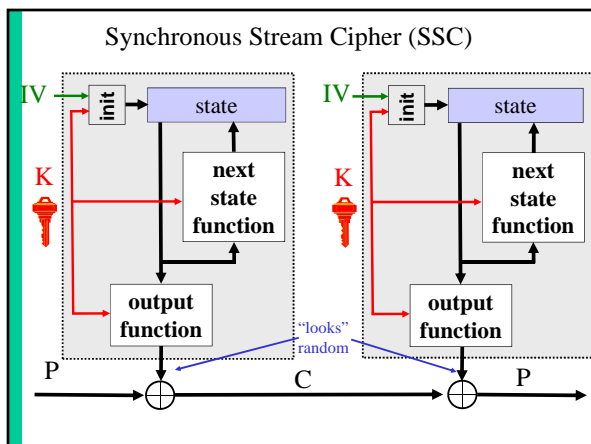 Synchronous Stream Cipher (SSC)
IV
init
state
K
next
state
function
output
function
P
IV
init
state
K
next
state
function
output
function
"looks"
random
C
P